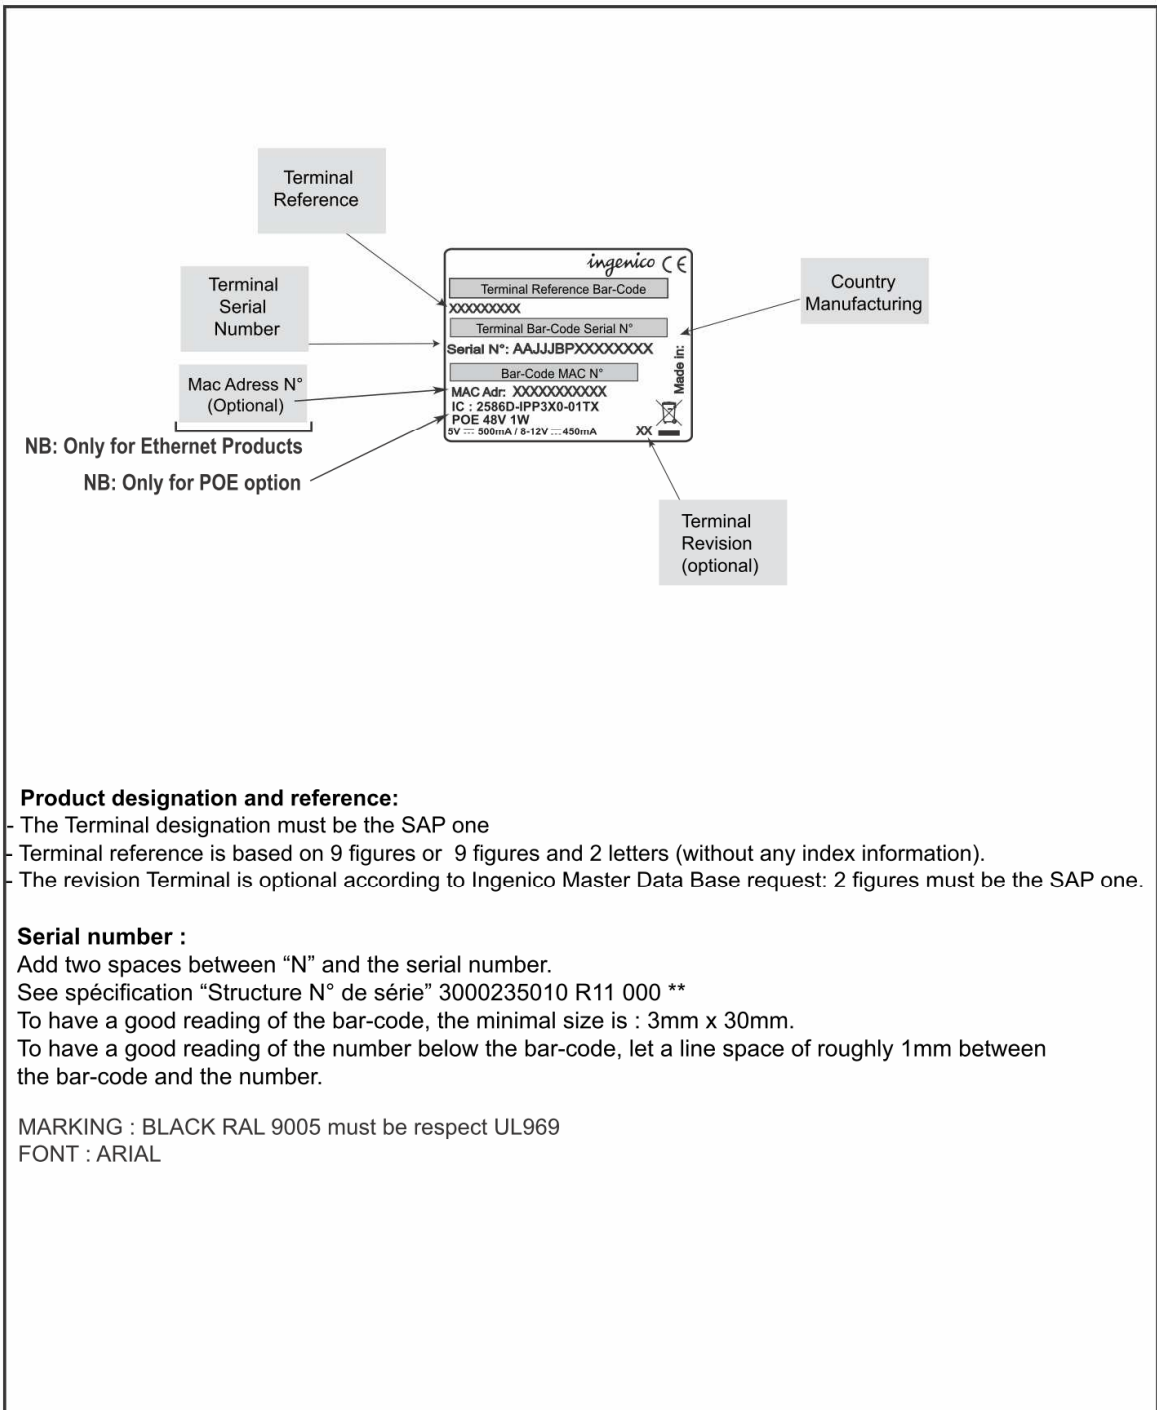 Terminal
Reference
ingenico CE
Terminal Reference Bar-Code
XXXXXXXXX
Terminal
Serial
Number
Terminal Bar-Code Serial N°
Serial N°: AAJJJBPXXXXXXXX
Country
Manufacturing
Made in:
Mac Adress N°
(Optional)
Bar-Code MAC N°
MAC Adr: XXXXXXXXXXX
IC : 2586D-IPP3X0-01TX
POE 48V 1W
5V ⎓ 500mA / 8-12V ⎓ 450mA
XX
NB: Only for Ethernet Products
NB: Only for POE option
Terminal
Revision
(optional)
Product designation and reference:
- The Terminal designation must be the SAP one
- Terminal reference is based on 9 figures or 9 figures and 2 letters (without any index information).
- The revision Terminal is optional according to Ingenico Master Data Base request: 2 figures must be the SAP one.
Serial number :
Add two spaces between “N” and the serial number.
See spécification “Structure N° de série” 3000235010 R11 000 **
To have a good reading of the bar-code, the minimal size is : 3mm x 30mm.
To have a good reading of the number below the bar-code, let a line space of roughly 1mm between
the bar-code and the number.
MARKING : BLACK RAL 9005 must be respect UL969
FONT : ARIAL